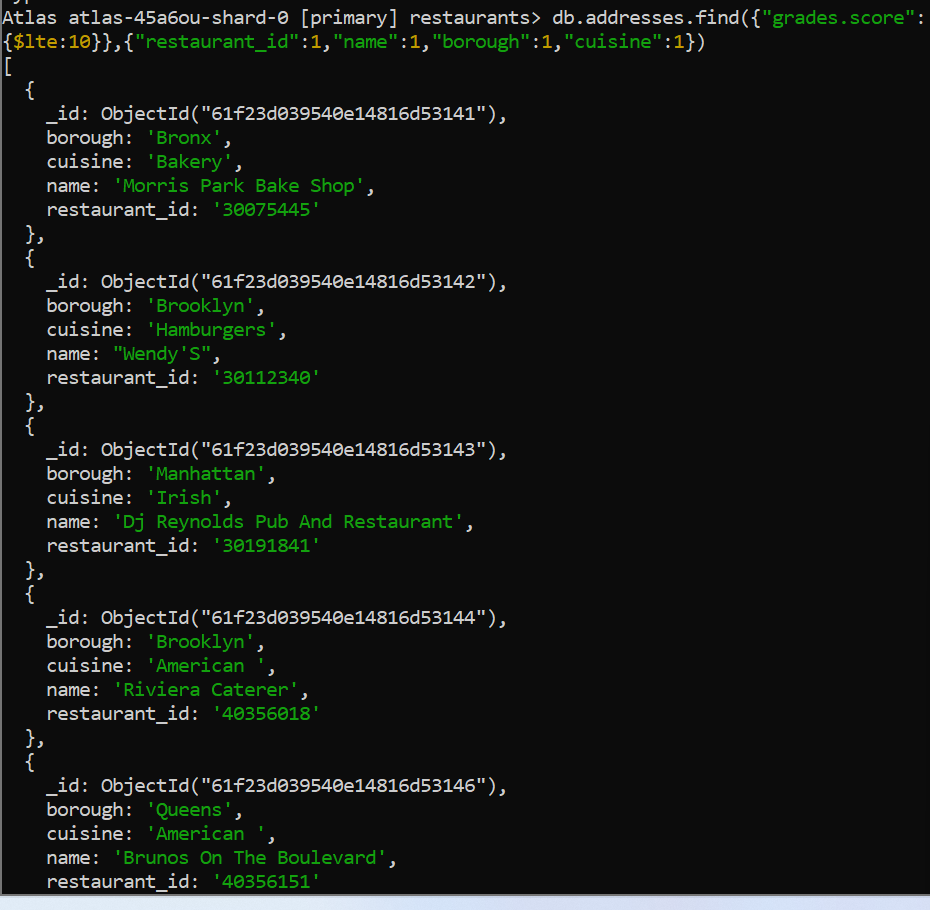 Atlas atlas-45a6ou-shard-0 [primary] restaurants> db.addresses.find({"grades.score":
{$lte:10}},{"restaurant_id":1,"name":1,"borough":1,"cuisine":1})
[
  {
    _id: ObjectId("61f23d039540e14816d53141"),
    borough: 'Bronx',
    cuisine: 'Bakery',
    name: 'Morris Park Bake Shop',
    restaurant_id: '30075445'
  },
  {
    _id: ObjectId("61f23d039540e14816d53142"),
    borough: 'Brooklyn',
    cuisine: 'Hamburgers',
    name: "Wendy'S",
    restaurant_id: '30112340'
  },
  {
    _id: ObjectId("61f23d039540e14816d53143"),
    borough: 'Manhattan',
    cuisine: 'Irish',
    name: 'Dj Reynolds Pub And Restaurant',
    restaurant_id: '30191841'
  },
  {
    _id: ObjectId("61f23d039540e14816d53144"),
    borough: 'Brooklyn',
    cuisine: 'American ',
    name: 'Riviera Caterer',
    restaurant_id: '40356018'
  },
  {
    _id: ObjectId("61f23d039540e14816d53146"),
    borough: 'Queens',
    cuisine: 'American ',
    name: 'Brunos On The Boulevard',
    restaurant_id: '40356151'